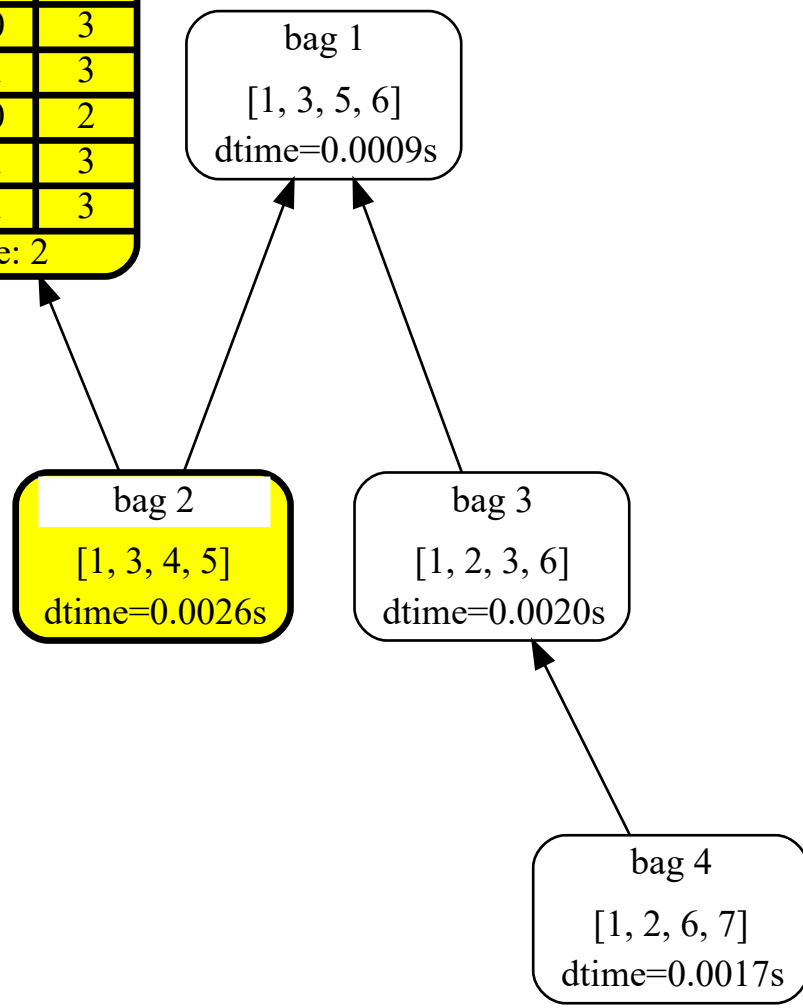 3
3
2
3
3
e: 2
bag 1
[1, 3, 5, 6]
dtime=0.0009s
bag 2
[1, 3, 4, 5]
dtime=0.0026s
bag 3
[1, 2, 3, 6]
dtime=0.0020s
bag 4
[1, 2, 6, 7]
dtime=0.0017s